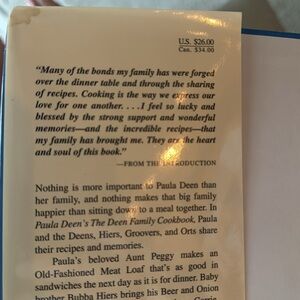 U.S. $26.00
Can. $34.00
"Many of the bonds my family has were forged
over the dinner table and through the sharing
of recipes. Cooking is the way we express our
love for one another. . . . I feel so lucky and
blessed by the strong support and wonderful
memories—and the incredible recipes—that
my family has brought me. They are the heart
and soul of this book."
—FROM THE INTRODUCTION
Nothing is more important to Paula Deen than
her family, and nothing makes that big family
happier than sitting down to a meal together. In
Paula Deen's The Deen Family Cookbook, Paula
and the Deens, Hiers, Groovers, and Orts share
their recipes and memories.
Paula's beloved Aunt Peggy makes an
Old-Fashioned Meat Loaf that's as good in
sandwiches the next day as it is for dinner. Baby
brother Bubba Hiers brings his Beer and Onion